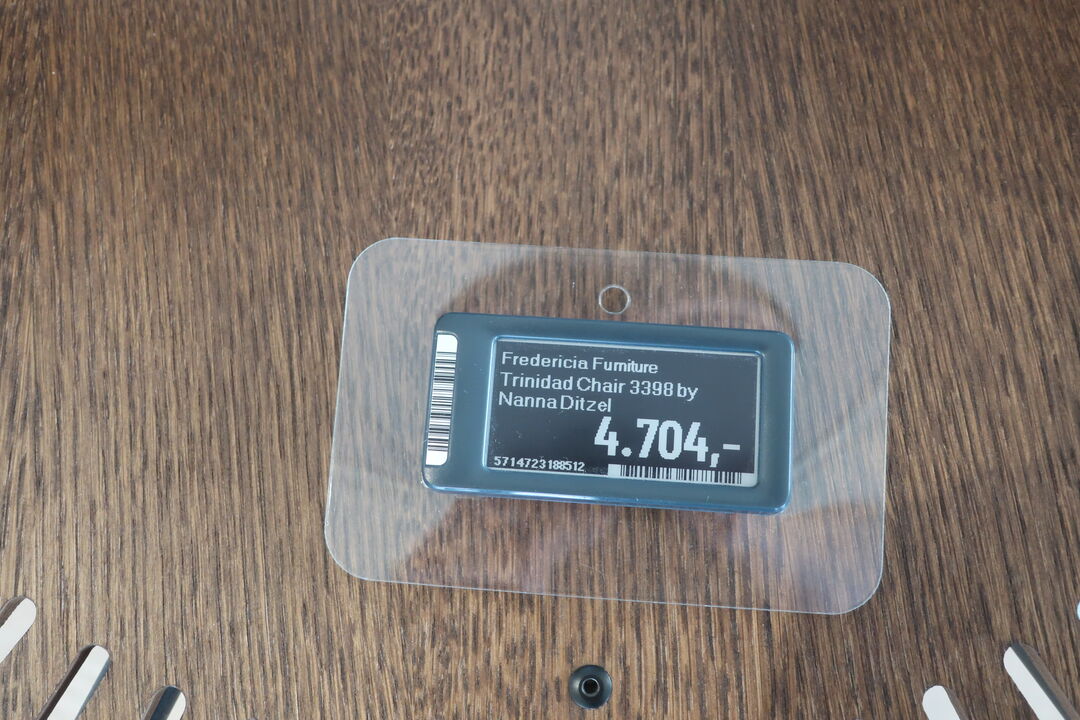 Fredericia Furniture
Trinidad Chair 3398 by
Nanna Ditzel
4.704,-
5714723188512